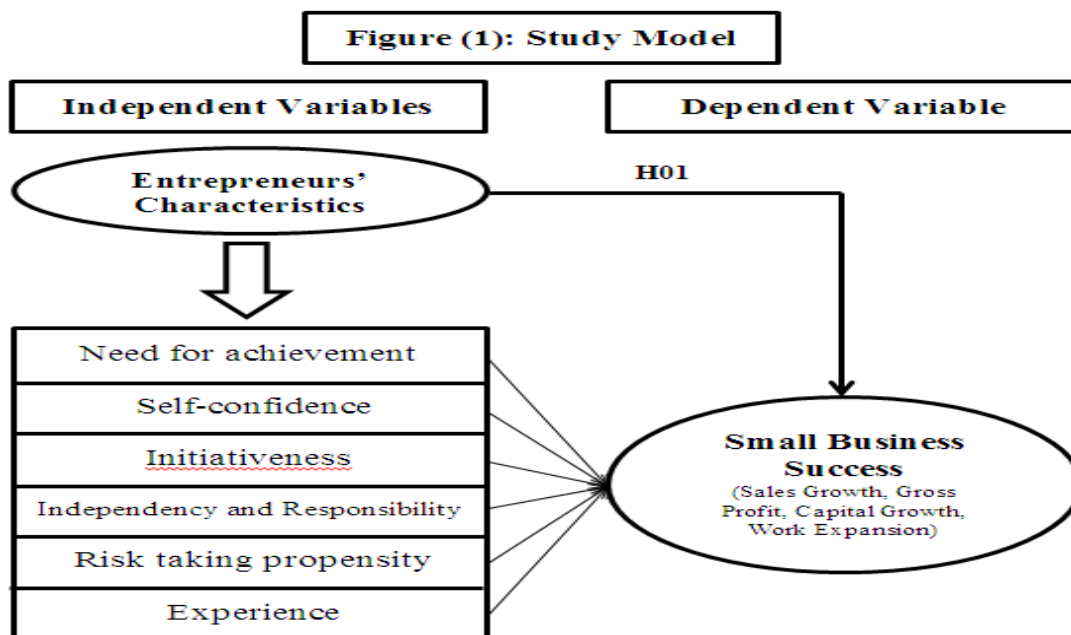 Figure (1): Study Model
Independent Variables
Dependent Variable
Entrepreneurs’
Characteristics
H01
Need for achievement
Self-confidence
Initiativeness
Independency and Responsibility
Risk taking propensity
Experience
Small Business
Success
(Sales Growth, Gross
Profit, Capital Growth,
Work Expansion)